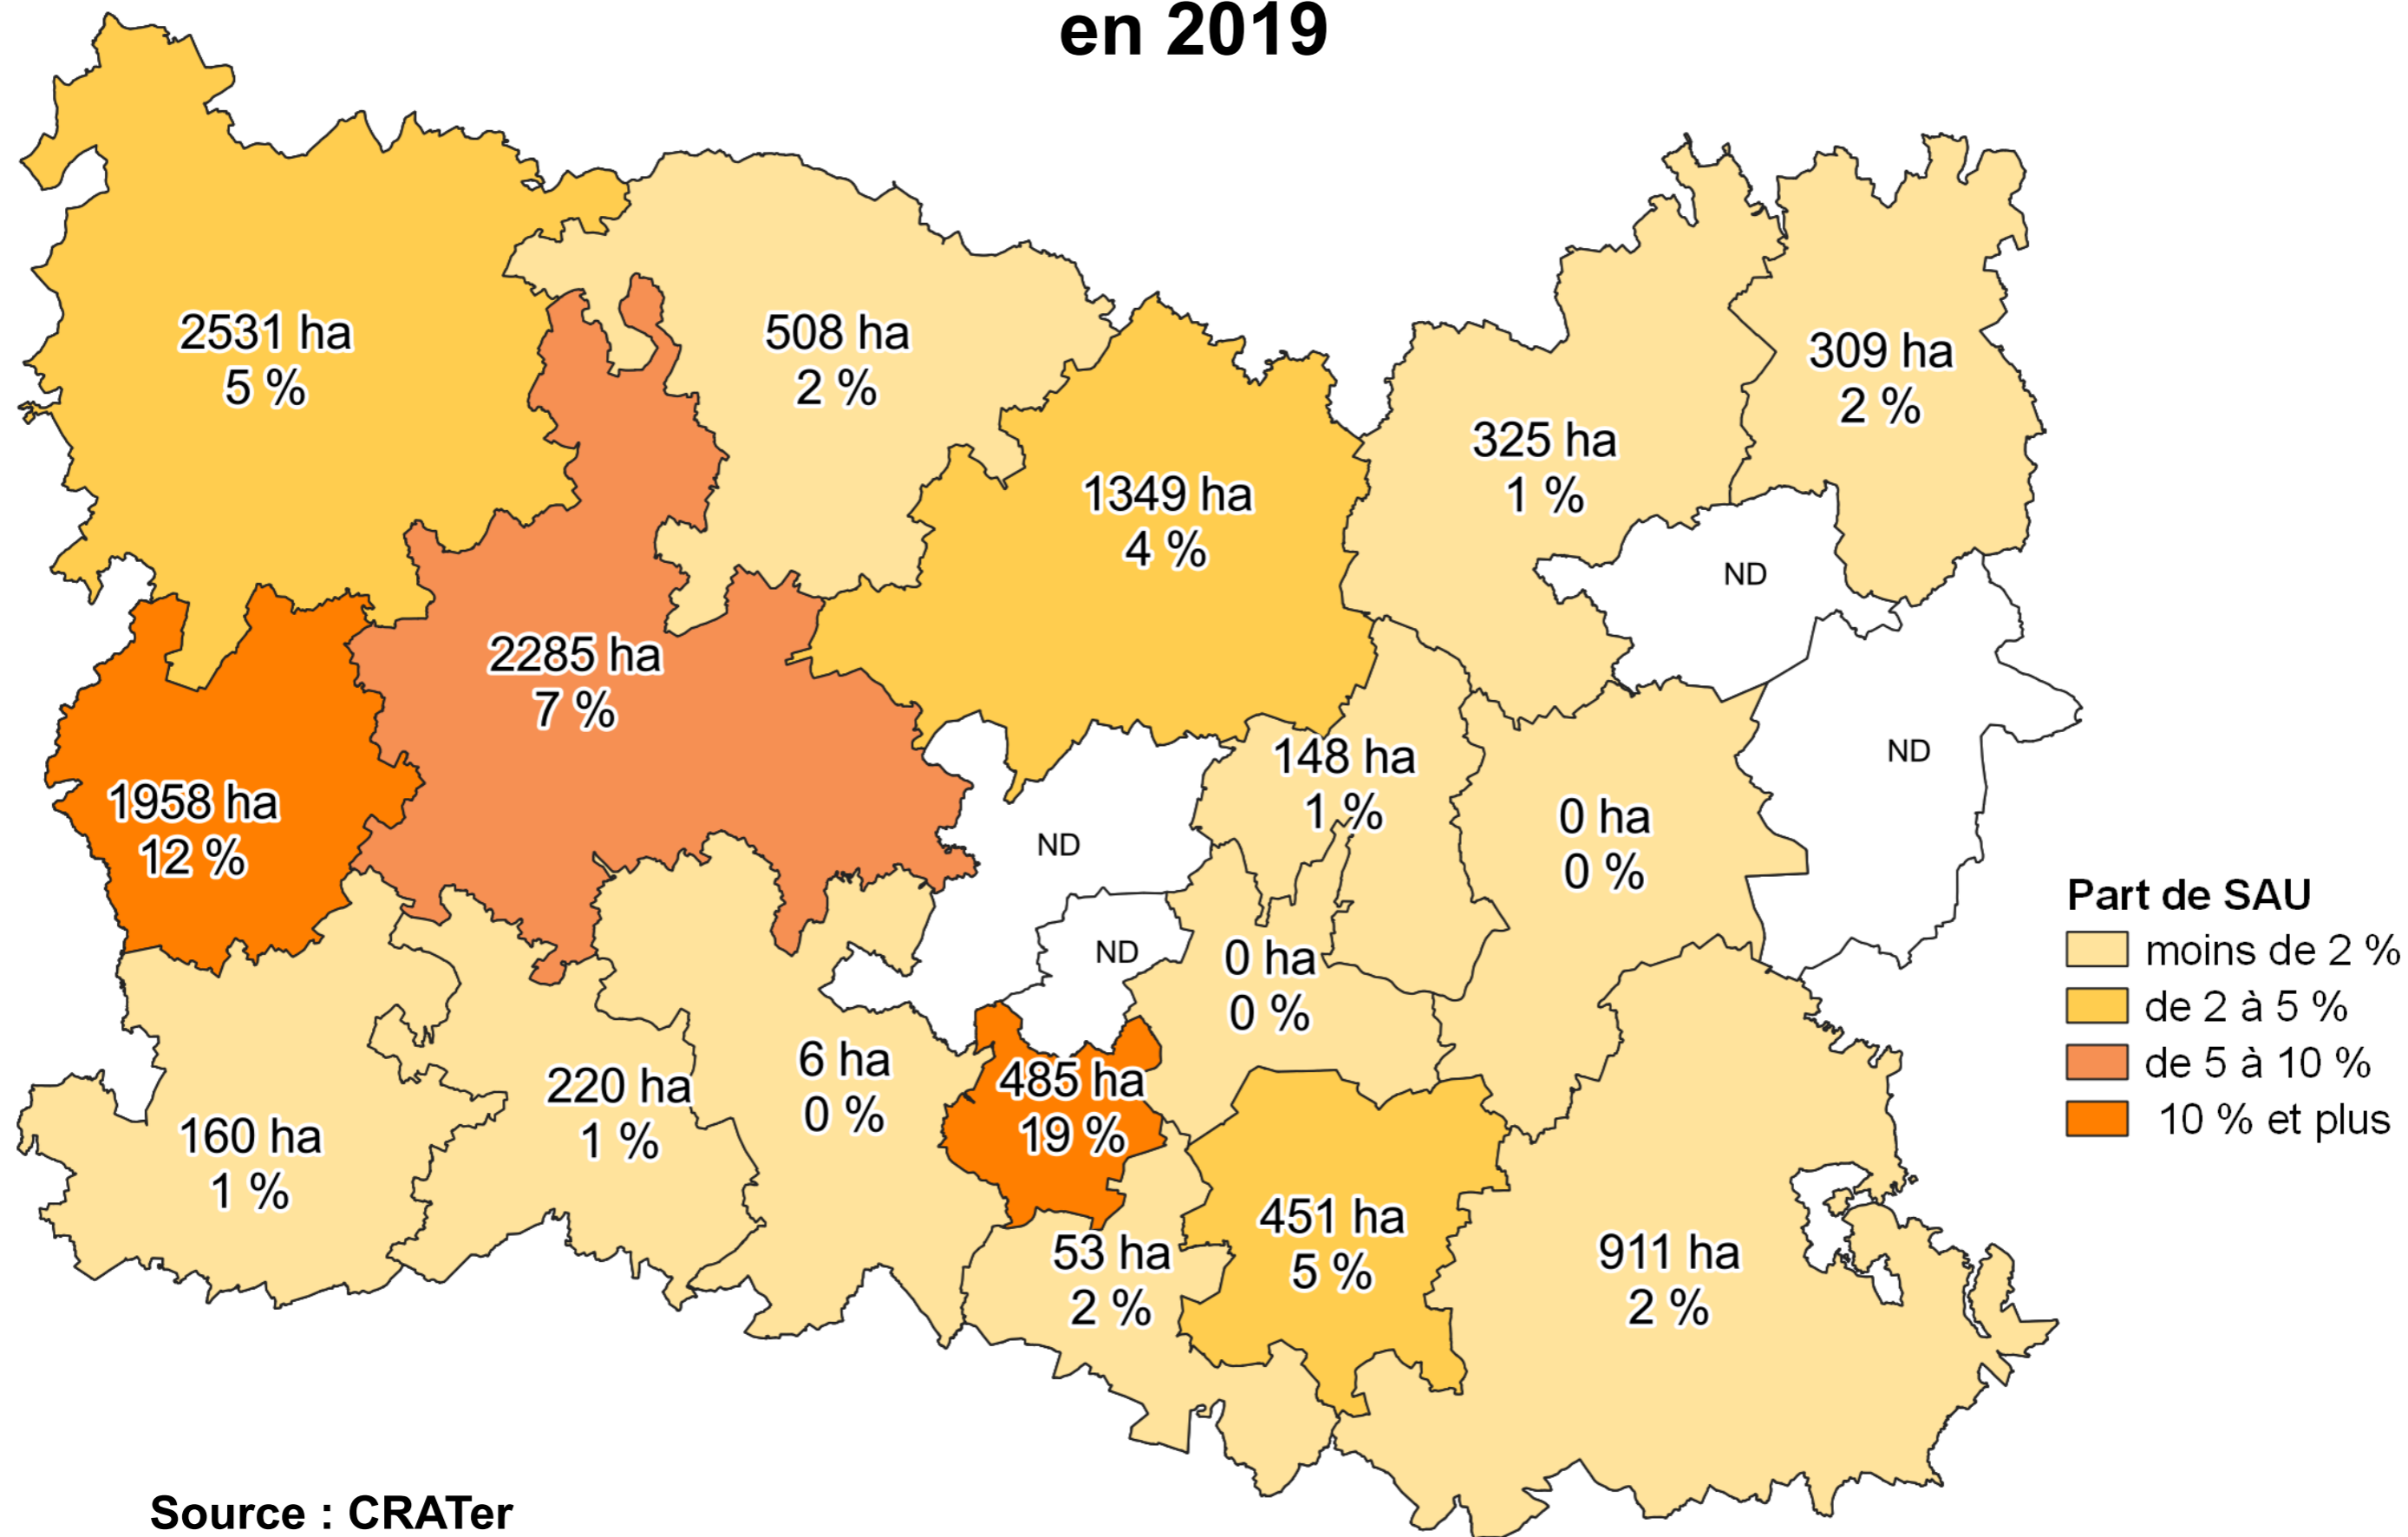 en 2019
2531 ha
5 %
508 ha
2 %
309 ha
2 %
325 ha
1 %
1349 ha
4 %
ND
2285 ha
7 %
ND
148 ha
1 %
1958 ha
12 %
ND
0 ha
0 %
ND
0 ha
0 %
6 ha
0 %
485 ha
19 %
220 ha
1 %
160 ha
1 %
451 ha
5 %
53 ha
2 %
911 ha
2 %
Part de SAU
moins de 2 %
de 2 à 5 %
de 5 à 10 %
10 % et plus
Source : CRATer